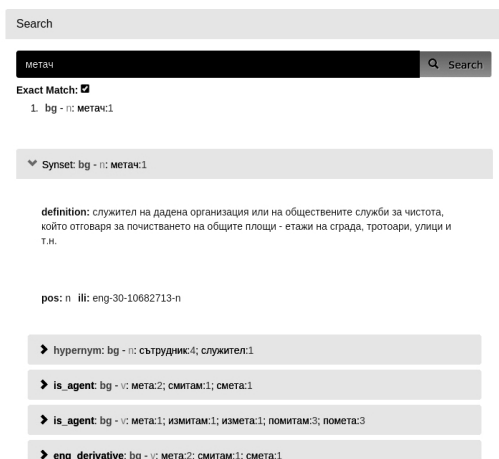 Search
метач
Search
Exact Match:
1. bg - n: метач:1
Synset: bg - n: метач:1
definition: служител на дадена организация или на обществените служби за чистота,
който отговаря за почистването на общите площи - етажи на сграда, тротоари, улици и
т.н.
pos: n ili: eng-30-10682713-n
hypernym: bg - n: сътрудник:4; служител:1
is_agent: bg - v: мета:2; смитам:1; смета:1
is_agent: bg - v: мета:1; измитам:1; измета:1; помитам:3; помета:3
eng_derivative: bg - v: мета:2; смитам:1; смета:1